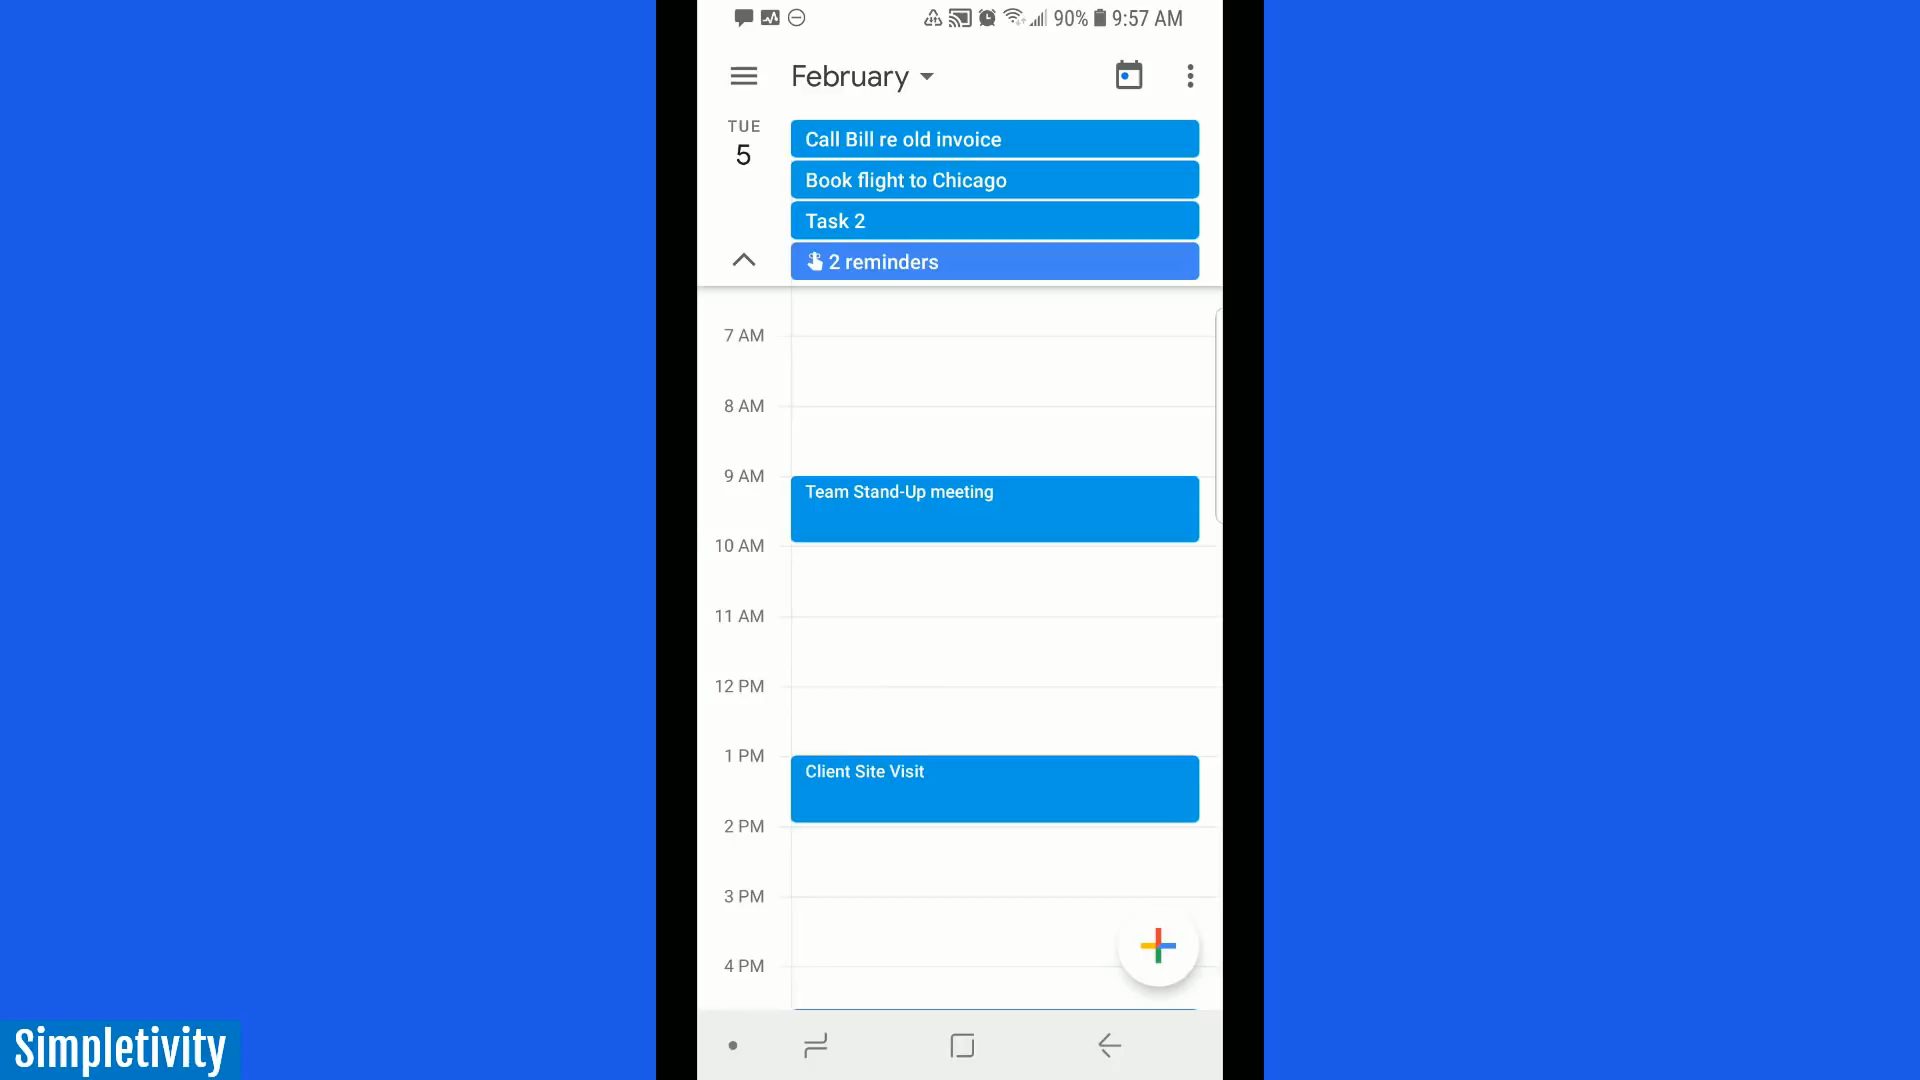 90% 9:57 AM
February
TUE
5
Call Bill re old invoice
Book flight to Chicago
Task 2
2 reminders
7 AM
8 AM
9 AM
Team Stand-Up meeting
10 AM
11 AM
12 PM
1 PM
Client Site Visit
2 PM
3 PM
4 PM
Simpletivity